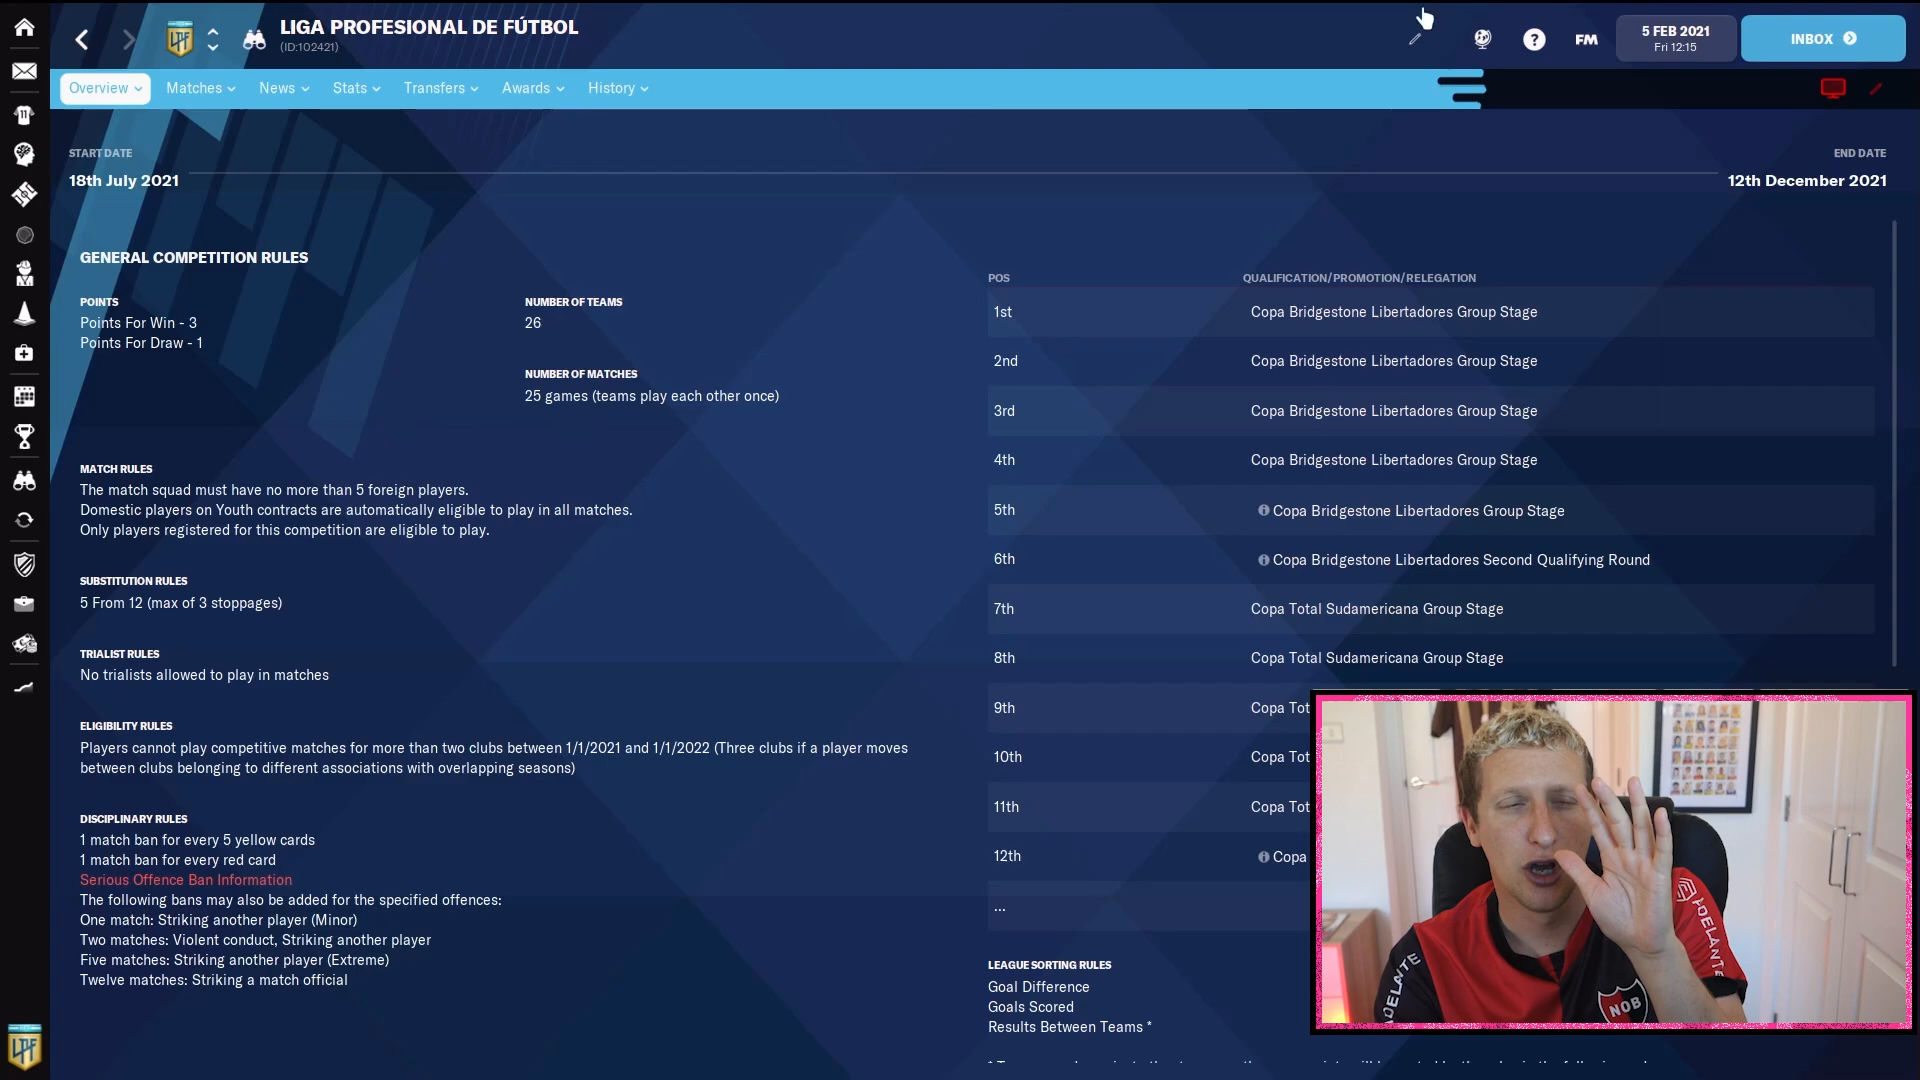 LPF
LIGA PROFESIONAL DE FÚTBOL
(ID:102421)
FM
5 FEB 2021
Fri 12:15
INBOX
11
Overview
Matches
News
Stats
Transfers
Awards
History
START DATE
18th July 2021
END DATE
12th December 2021
GENERAL COMPETITION RULES
POINTS
Points For Win - 3
Points For Draw - 1
NUMBER OF TEAMS
26
NUMBER OF MATCHES
25 games (teams play each other once)
MATCH RULES
The match squad must have no more than 5 foreign players.
Domestic players on Youth contracts are automatically eligible to play in all matches.
Only players registered for this competition are eligible to play.
SUBSTITUTION RULES
5 From 12 (max of 3 stoppages)
TRIALIST RULES
No trialists allowed to play in matches
ELIGIBILITY RULES
Players cannot play competitive matches for more than two clubs between 1/1/2021 and 1/1/2022 (Three clubs if a player moves
between clubs belonging to different associations with overlapping seasons)
DISCIPLINARY RULES
1 match ban for every 5 yellow cards
1 match ban for every red card
Serious Offence Ban Information
The following bans may also be added for the specified offences:
One match: Striking another player (Minor)
Two matches: Violent conduct, Striking another player
Five matches: Striking another player (Extreme)
Twelve matches: Striking a match official
POS QUALIFICATION/PROMOTION/RELEGATION
1st Copa Bridgestone Libertadores Group Stage
2nd Copa Bridgestone Libertadores Group Stage
3rd Copa Bridgestone Libertadores Group Stage
4th Copa Bridgestone Libertadores Group Stage
5th Copa Bridgestone Libertadores Group Stage
6th Copa Bridgestone Libertadores Second Qualifying Round
7th Copa Total Sudamericana Group Stage
8th Copa Total Sudamericana Group Stage
9th Copa Tot
10th Copa Tot
11th Copa Tot
12th Copa
...
LEAGUE SORTING RULES
Goal Difference
Goals Scored
Results Between Teams *
ADELANTE
ADELANTE
NOB
LPF